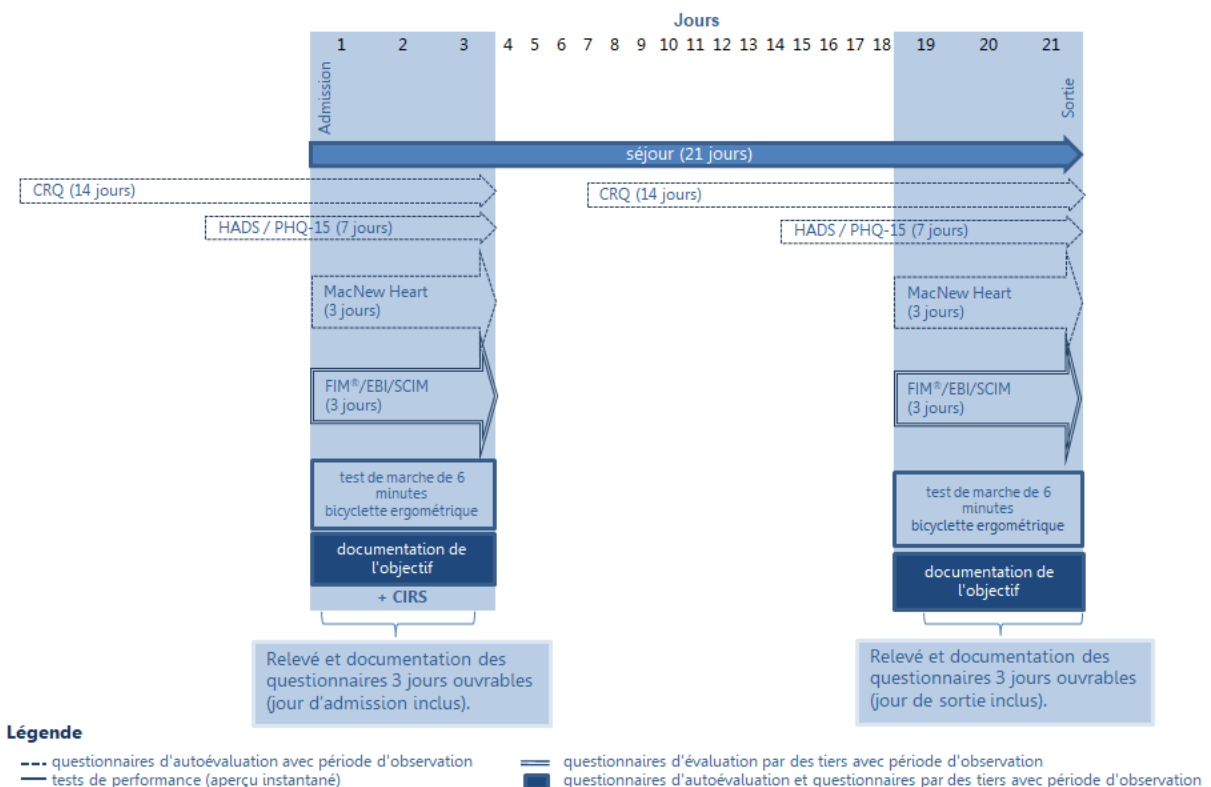 Jours
1 2 3 4 5 6 7 8 9 10 11 12 13 14 15 16 17 18 19 20 21
Admission
Sortie
séjour (21 jours)
CRQ (14 jours)
CRQ (14 jours)
HADS / PHQ-15 (7 jours)
HADS / PHQ-15 (7 jours)
MacNew Heart
(3 jours)
MacNew Heart
(3 jours)
FIM®/EBI/SCIM
(3 jours)
FIM®/EBI/SCIM
(3 jours)
test de marche de 6
minutes
bicyclette ergométrique
test de marche de 6
minutes
bicyclette ergométrique
documentation de
l'objectif
+ CIRS
documentation de
l'objectif
Relevé et documentation des
questionnaires 3 jours ouvrables
(jour d'admission inclus).
Relevé et documentation des
questionnaires 3 jours ouvrables
(jour de sortie inclus).
Légende
questionnaires d'autoévaluation avec période d'observation
tests de performance (aperçu instantané)
questionnaires d'évaluation par des tiers avec période d'observation
questionnaires d'autoévaluation et questionnaires par des tiers avec période d'observation